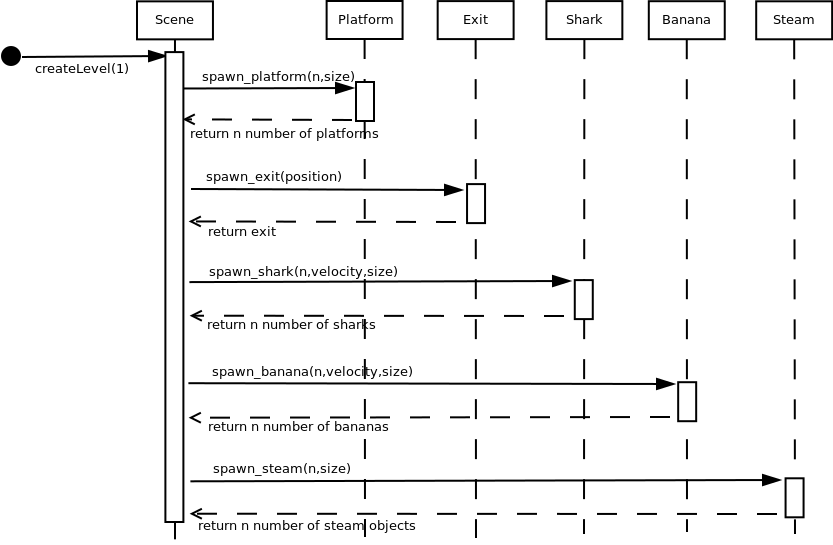 Scene
Platform
Exit
Shark
Banana
Steam
createLevel(1)
spawn_platform(n,size)
return n number of platforms
spawn_exit(position)
return exit
spawn_shark(n,velocity,size)
return n number of sharks
spawn_banana(n,velocity,size)
return n number of bananas
spawn_steam(n,size)
return n number of steam objects